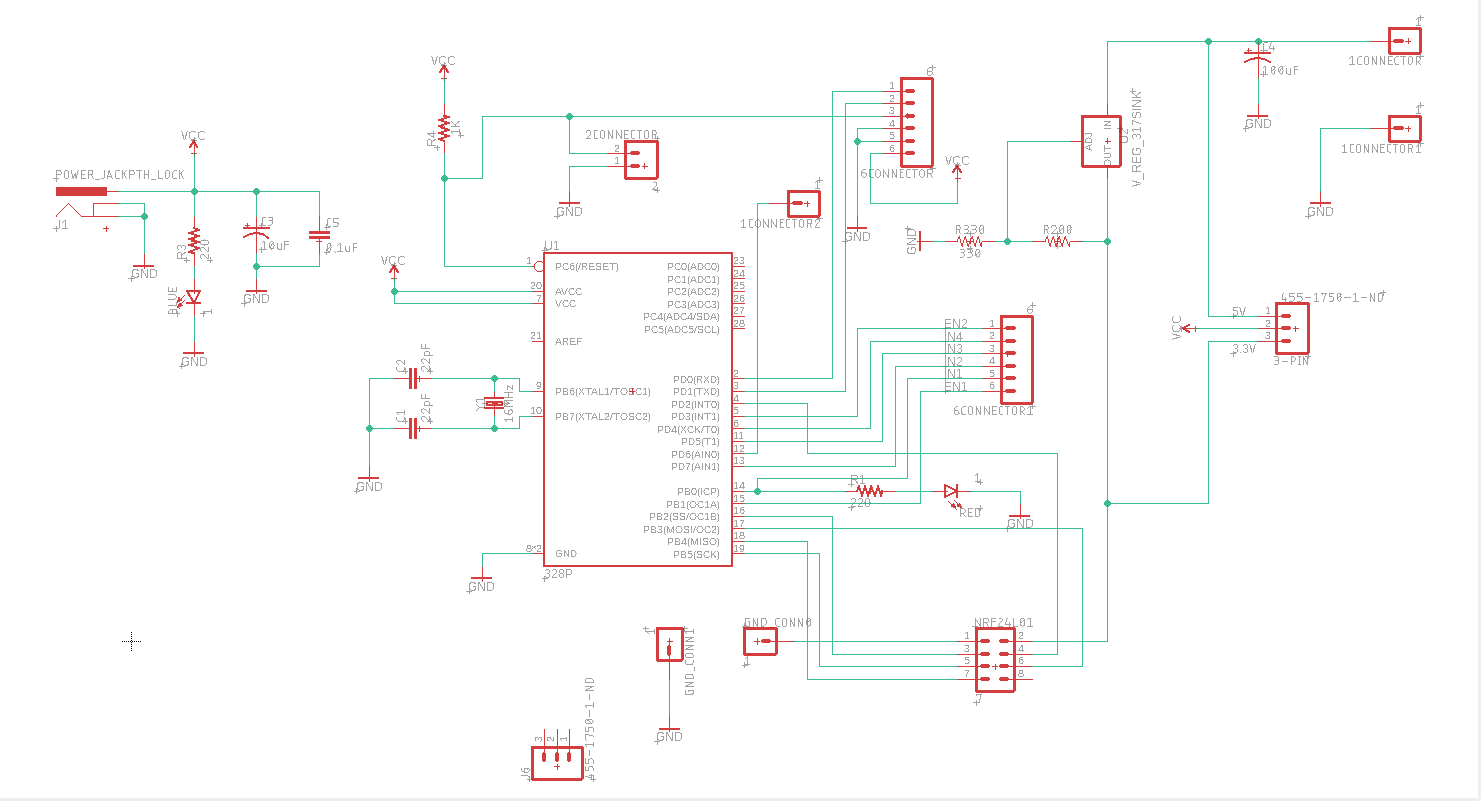 POWER_JACKPTH_LOCK
J1
GND
VCC
R3
220
BLUE
1
GND
C3
10uF
GND
C5
0.1uF
VCC
R4
1K
2CONNECTOR
2
1
2
GND
VCC
U1
1
PC6(/RESET)
20
AVCC
7
VCC
21
AREF
9
PB6(XTAL1/TOSC1)
10
PB7(XTAL2/TOSC2)
8*2
GND
328P
GND
C2
22pF
C1
22pF
16MHz
GND
PC0(ADC0)
23
PC1(ADC1)
24
PC2(ADC2)
25
PC3(ADC3)
26
PC4(ADC4/SDA)
27
PC5(ADC5/SCL)
28
PD0(RXD)
2
PD1(TXD)
3
PD2(INT0)
4
PD3(INT1)
5
PD4(XCK/T0)
6
PD5(T1)
11
PD6(AIN0)
12
PD7(AIN1)
13
PB0(ICP)
14
PB1(OC1A)
15
PB2(SS/OC1B)
16
PB3(MOSI/OC2)
17
PB4(MISO)
18
PB5(SCK)
19
6
1
2
3
4
5
6
6CONNECTOR
VCC
GND
1
1CONNECTOR2
GND
R330
330
R200
ADJ
IN
OUT
U2
V_REG_317SINK
C4
100uF
GND
1
1CONNECTOR
1
1CONNECTOR1
GND
455-1750-1-ND
5V
1
VCC
2
3.3V
3
3-PIN
6
EN2
1
N4
2
N3
3
N2
4
N1
5
EN1
6
6CONNECTOR1
R1
220
1
RED
GND
NRF24L01
1
2
3
4
5
6
7
8
J7
GND_CONN0
1
1
GND_CONN1
GND
3
2
1
J6
455-1750-1-ND